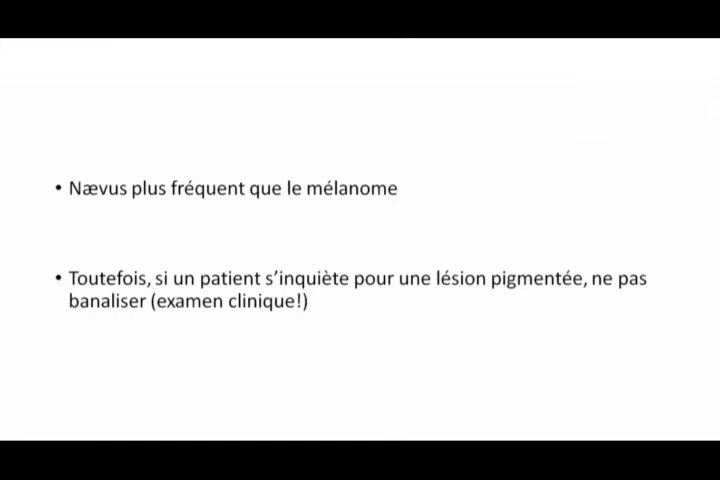 • Nævus plus fréquent que le mélanome
• Toutefois, si un patient s’inquiète pour une lésion pigmentée, ne pas
banaliser (examen clinique!)